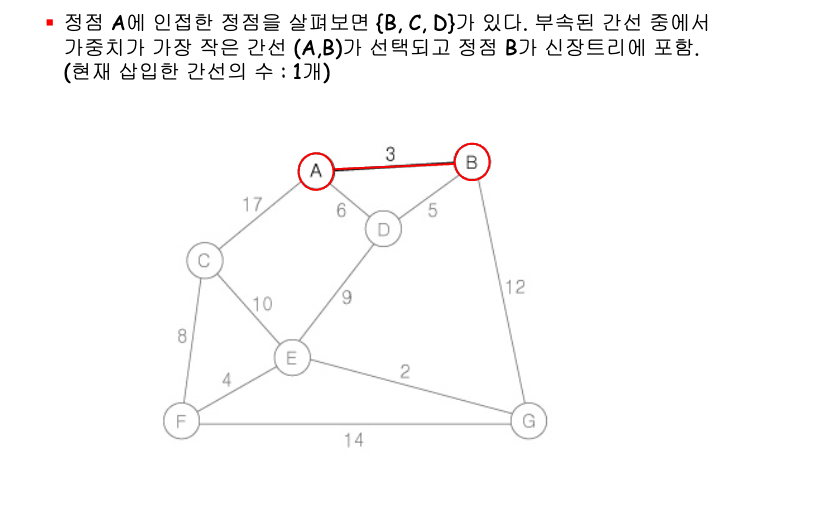 정점 A에 인접한 정점을 살펴보면 {B, C, D}가 있다. 부속된 간선 중에서
가중치가 가장 작은 간선 (A,B)가 선택되고 정점 B가 신장트리에 포함.
(현재 삽입한 간선의 수 : 1개)
3
A
B
17
6
5
D
C
12
10
9
8
E
4
2
F
G
14